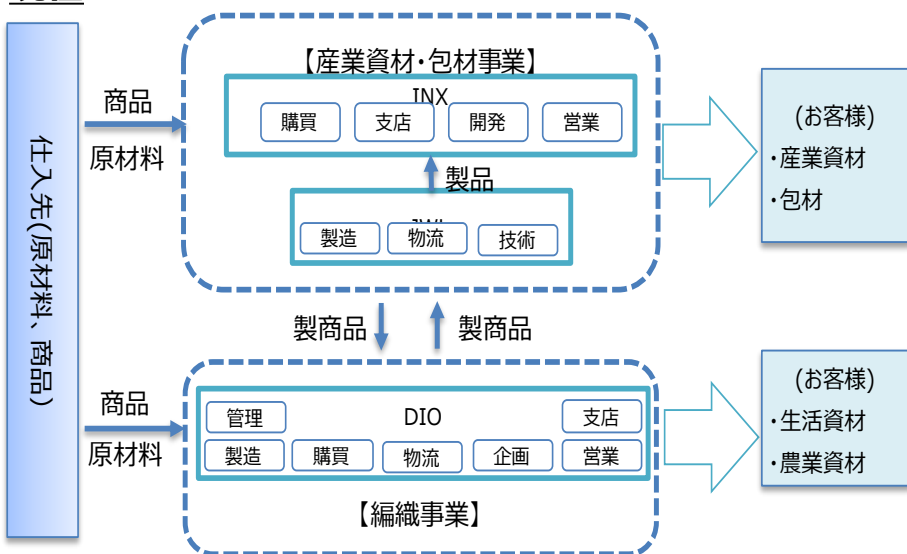 仕入先(原材料、商品)
商品
原材料
【産業資材・包材事業】
INX
購買
支店
開発
営業
製品
製造
物流
技術
(お客様)
・産業資材
・包材
製商品
製商品
商品
原材料
管理
DIO
支店
製造
購買
物流
企画
営業
【編織事業】
(お客様)
・生活資材
・農業資材